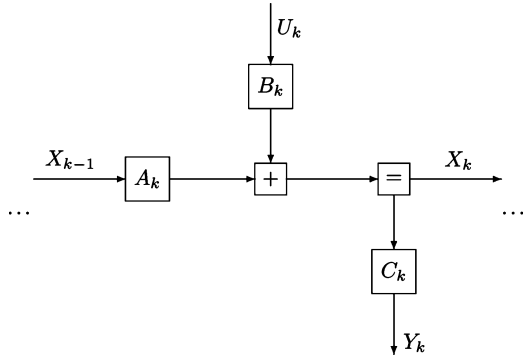 U_k
B_k
X_{k−1}
A_k
+
=
X_k
...
...
C_k
Y_k